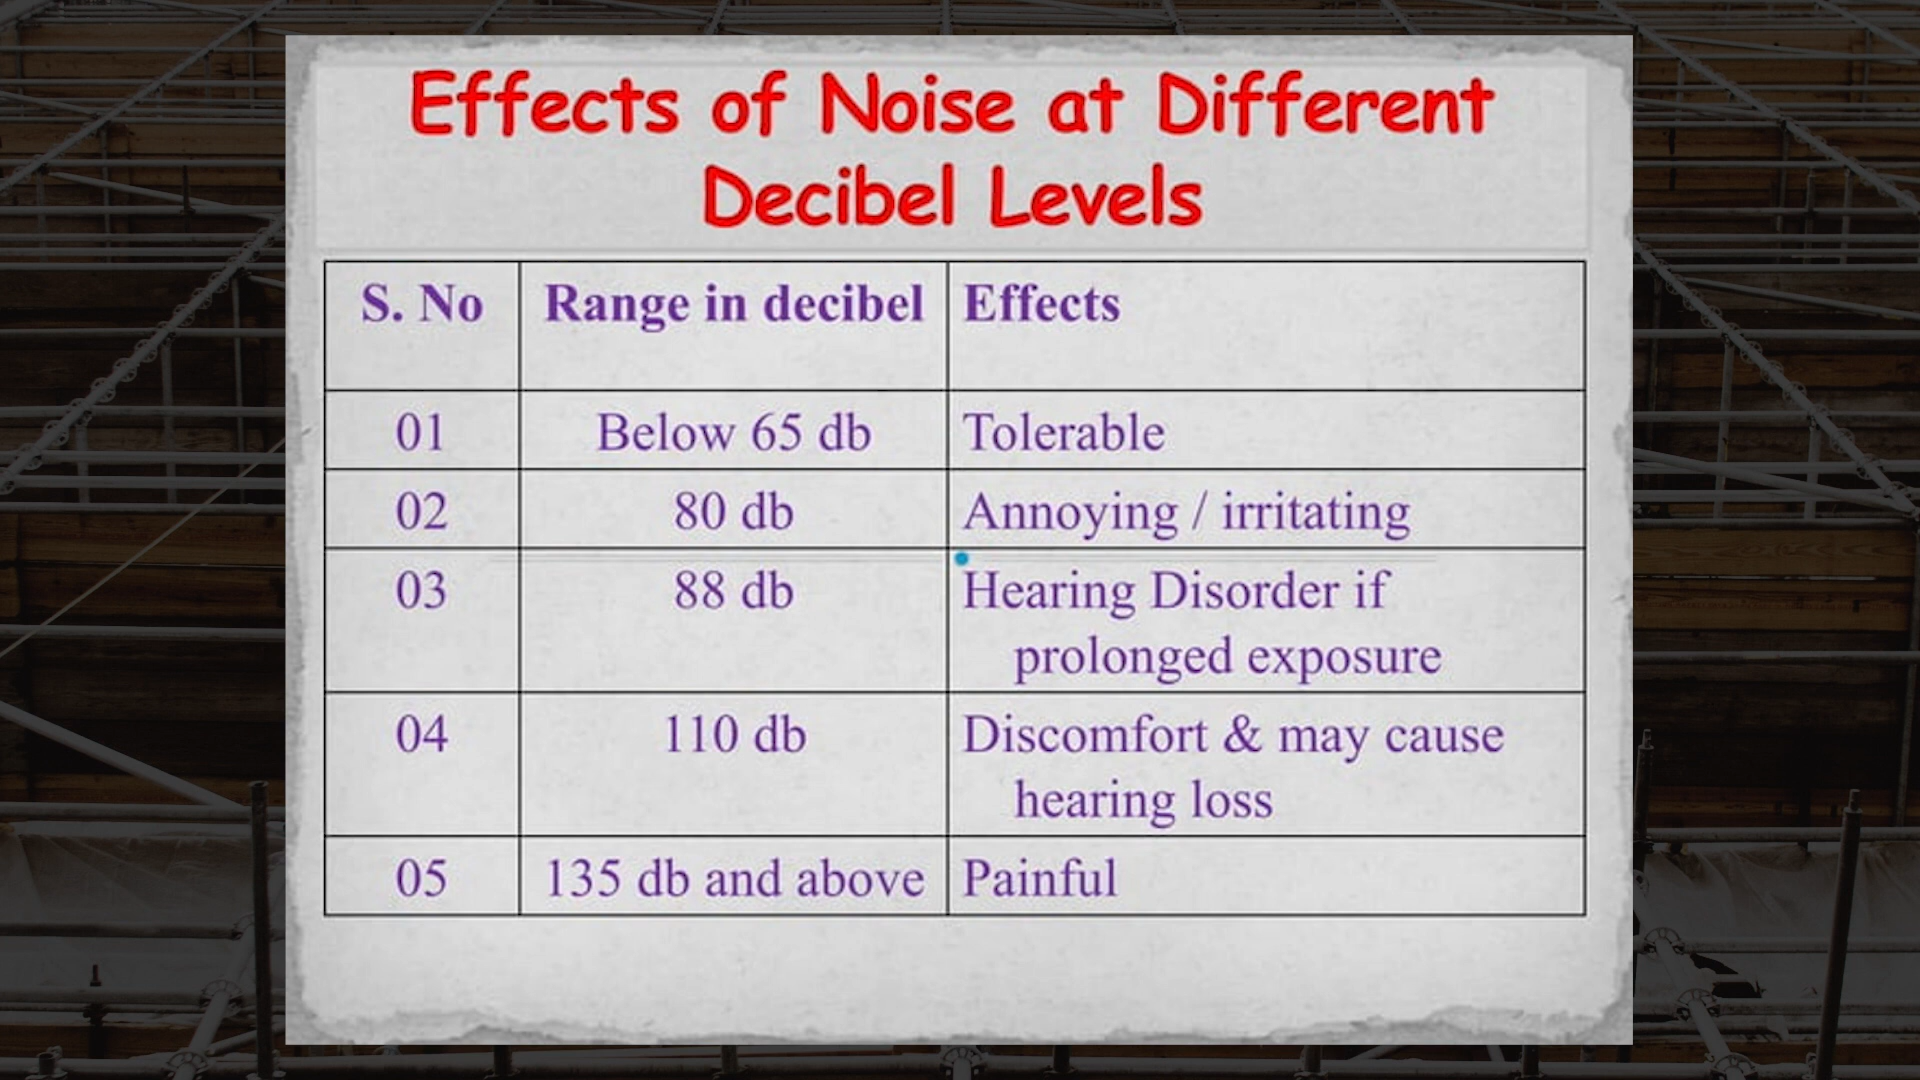 Effects of Noise at Different
Decibel Levels
S. No Range in decibel Effects
01 Below 65 db Tolerable
02 80 db Annoying / irritating
03 88 db Hearing Disorder if
prolonged exposure
04 110 db Discomfort & may cause
hearing loss
05 135 db and above Painful